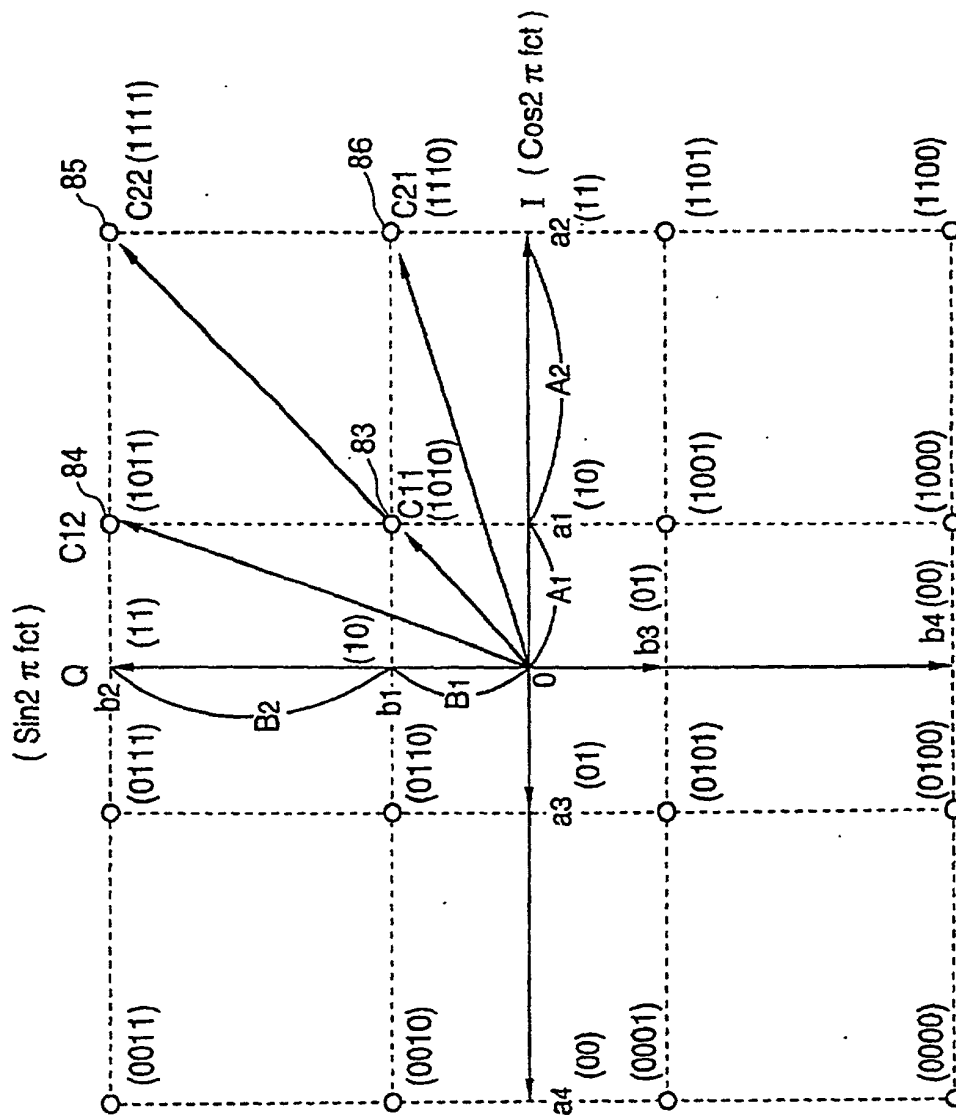 ( Sin2 π fct )
Q
85
C22 (1111)
84
C12
(1011)
b2
(11)
(0111)
(0011)
B2
83
86
C21
(1110)
C11
(1010)
(10)
b1
(0110)
(0010)
B1
A1
A2
0
a4
(00)
a3
(01)
a1
(10)
a2
(11)
I ( Cos2 π fct )
b3 (01)
(0001)
(0101)
(1001)
(1101)
b4 (00)
(0000)
(0100)
(1000)
(1100)